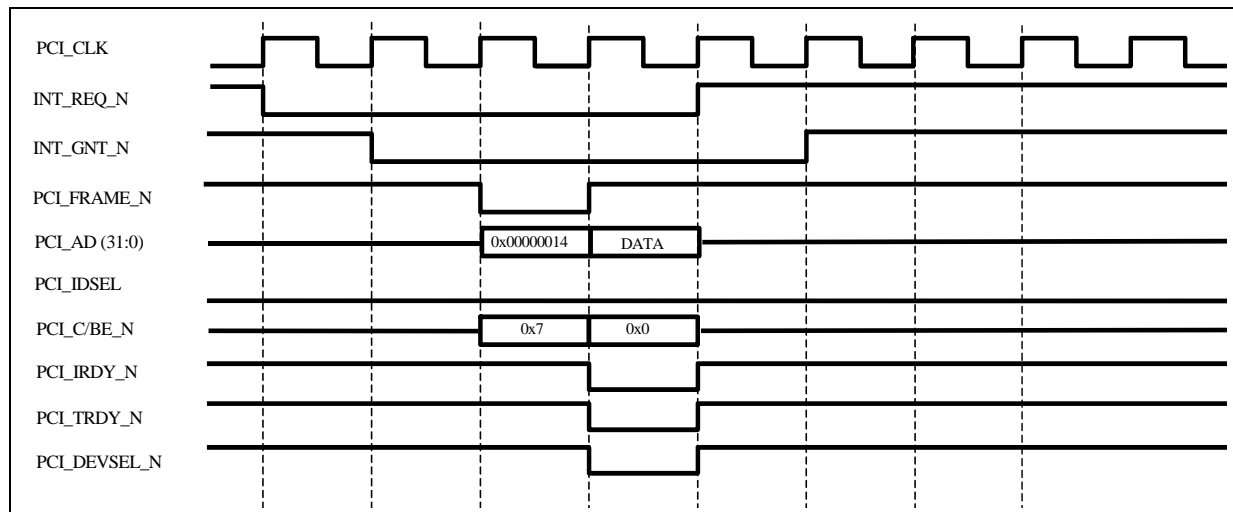 PCI_CLK
INT_REQ_N
INT_GNT_N
PCI_FRAME_N
PCI_AD (31:0) 0x00000014 DATA
PCI_IDSEL
PCI_C/BE_N 0x7 0x0
PCI_IRDY_N
PCI_TRDY_N
PCI_DEVSEL_N